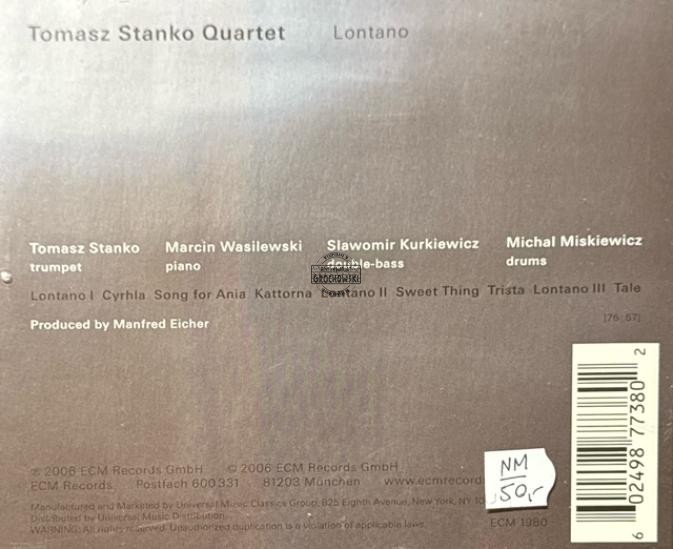 Tomasz Stanko Quartet Lontano
Tomasz Stanko Marcin Wasilewski Slawomir Kurkiewicz Michal Miskiewicz
trumpet piano double-bass drums
GROCHOWSKI
Lontano I Cyrhla Song for Ania Kattorna Lontano II Sweet Thing Trista Lontano III Tale
Produced by Manfred Eicher
[76:57]
℗ 2006 ECM Records GmbH © 2006 ECM Records GmbH
ECM Records Postfach 600 331 81203 München www.ecmrecord
Manufactured and Marketed by Universal Music Classics Group, 825 Eighth Avenue, New York, NY 10
Distributed by Universal Music Distribution.
WARNING: All rights reserved. Unauthorized duplication is a violation of applicable laws.
ECM 1980
NM
50,-
6 02498 77380 2